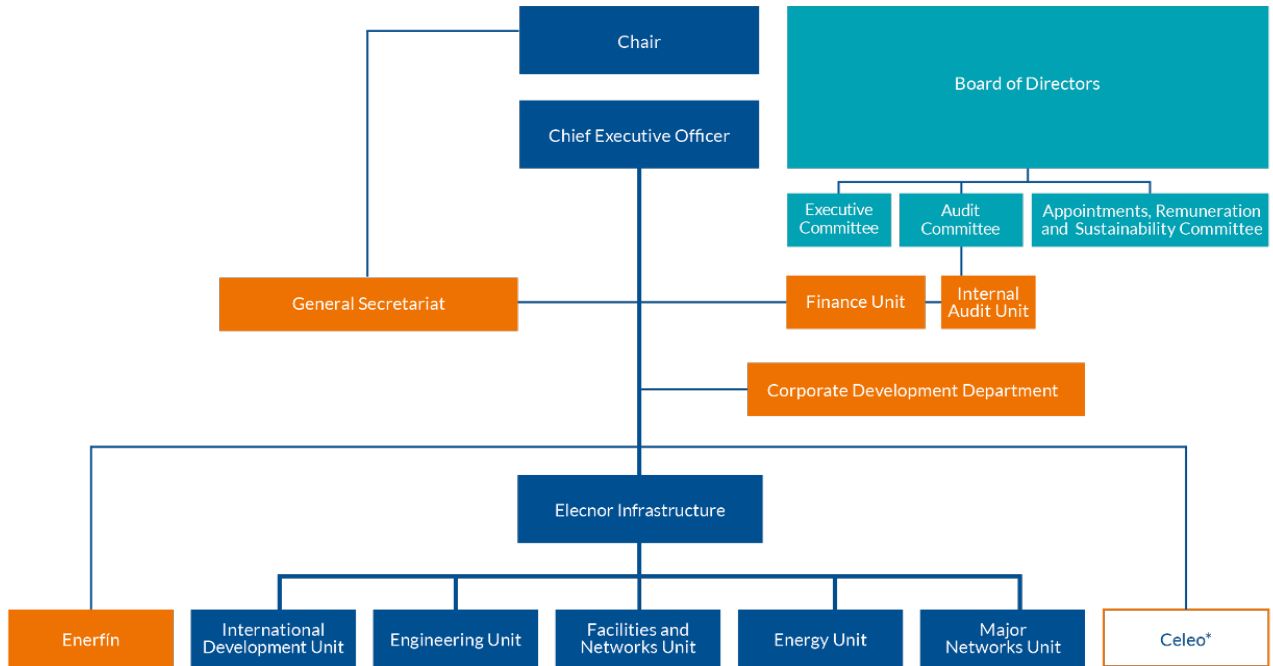 Chair
Board of Directors
Chief Executive Officer
Executive
Committee
Audit
Committee
Appointments, Remuneration
and Sustainability Committee
General Secretariat
Finance Unit
Internal
Audit Unit
Corporate Development Department
Elecnor Infrastructure
Enerfín
International
Development Unit
Engineering Unit
Facilities and
Networks Unit
Energy Unit
Major
Networks Unit
Celeo*